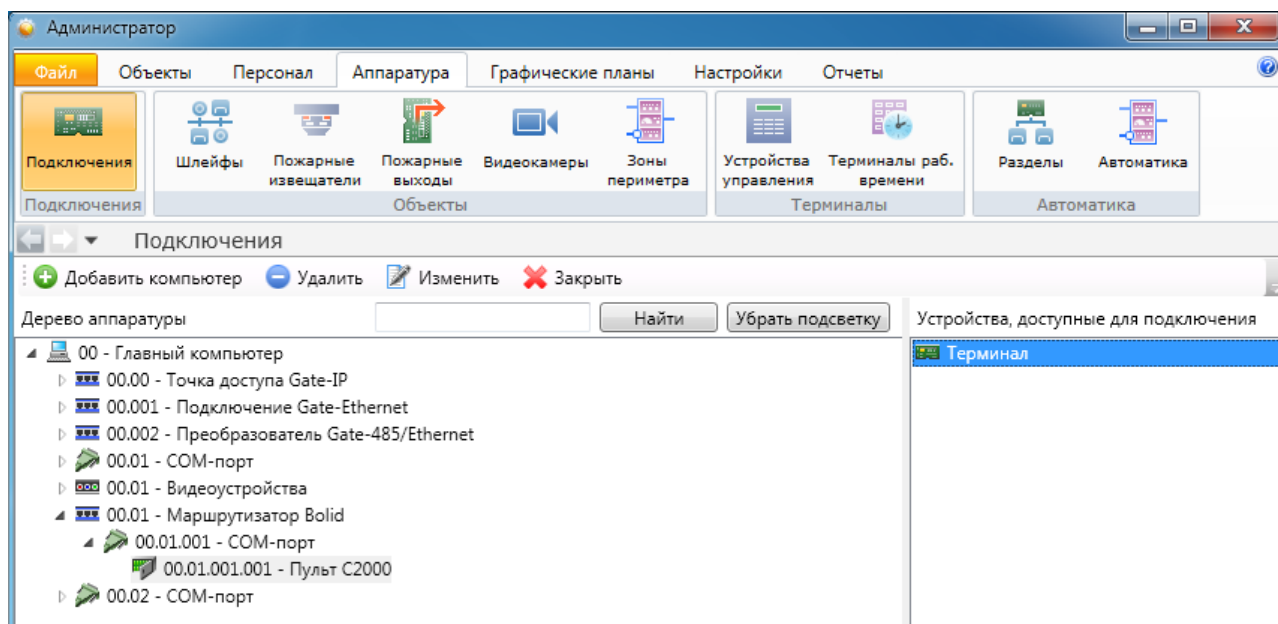 Администратор
Файл Объекты Персонал Аппаратура Графические планы Настройки Отчеты
Подключения Шлейфы Пожарные извещатели Пожарные выходы Видеокамеры Зоны периметра Устройства управления Терминалы раб. времени Разделы Автоматика
Подключения Объекты Терминалы Автоматика
Подключения
Добавить компьютер Удалить Изменить Закрыть
Дерево аппаратуры Найти Убрать подсветку Устройства, доступные для подключения
00 - Главный компьютер
Терминал
00.00 - Точка доступа Gate-IP
00.001 - Подключение Gate-Ethernet
00.002 - Преобразователь Gate-485/Ethernet
00.01 - COM-порт
00.01 - Видеоустройства
00.01 - Маршрутизатор Bolid
00.01.001 - COM-порт
00.01.001.001 - Пульт С2000
00.02 - COM-порт